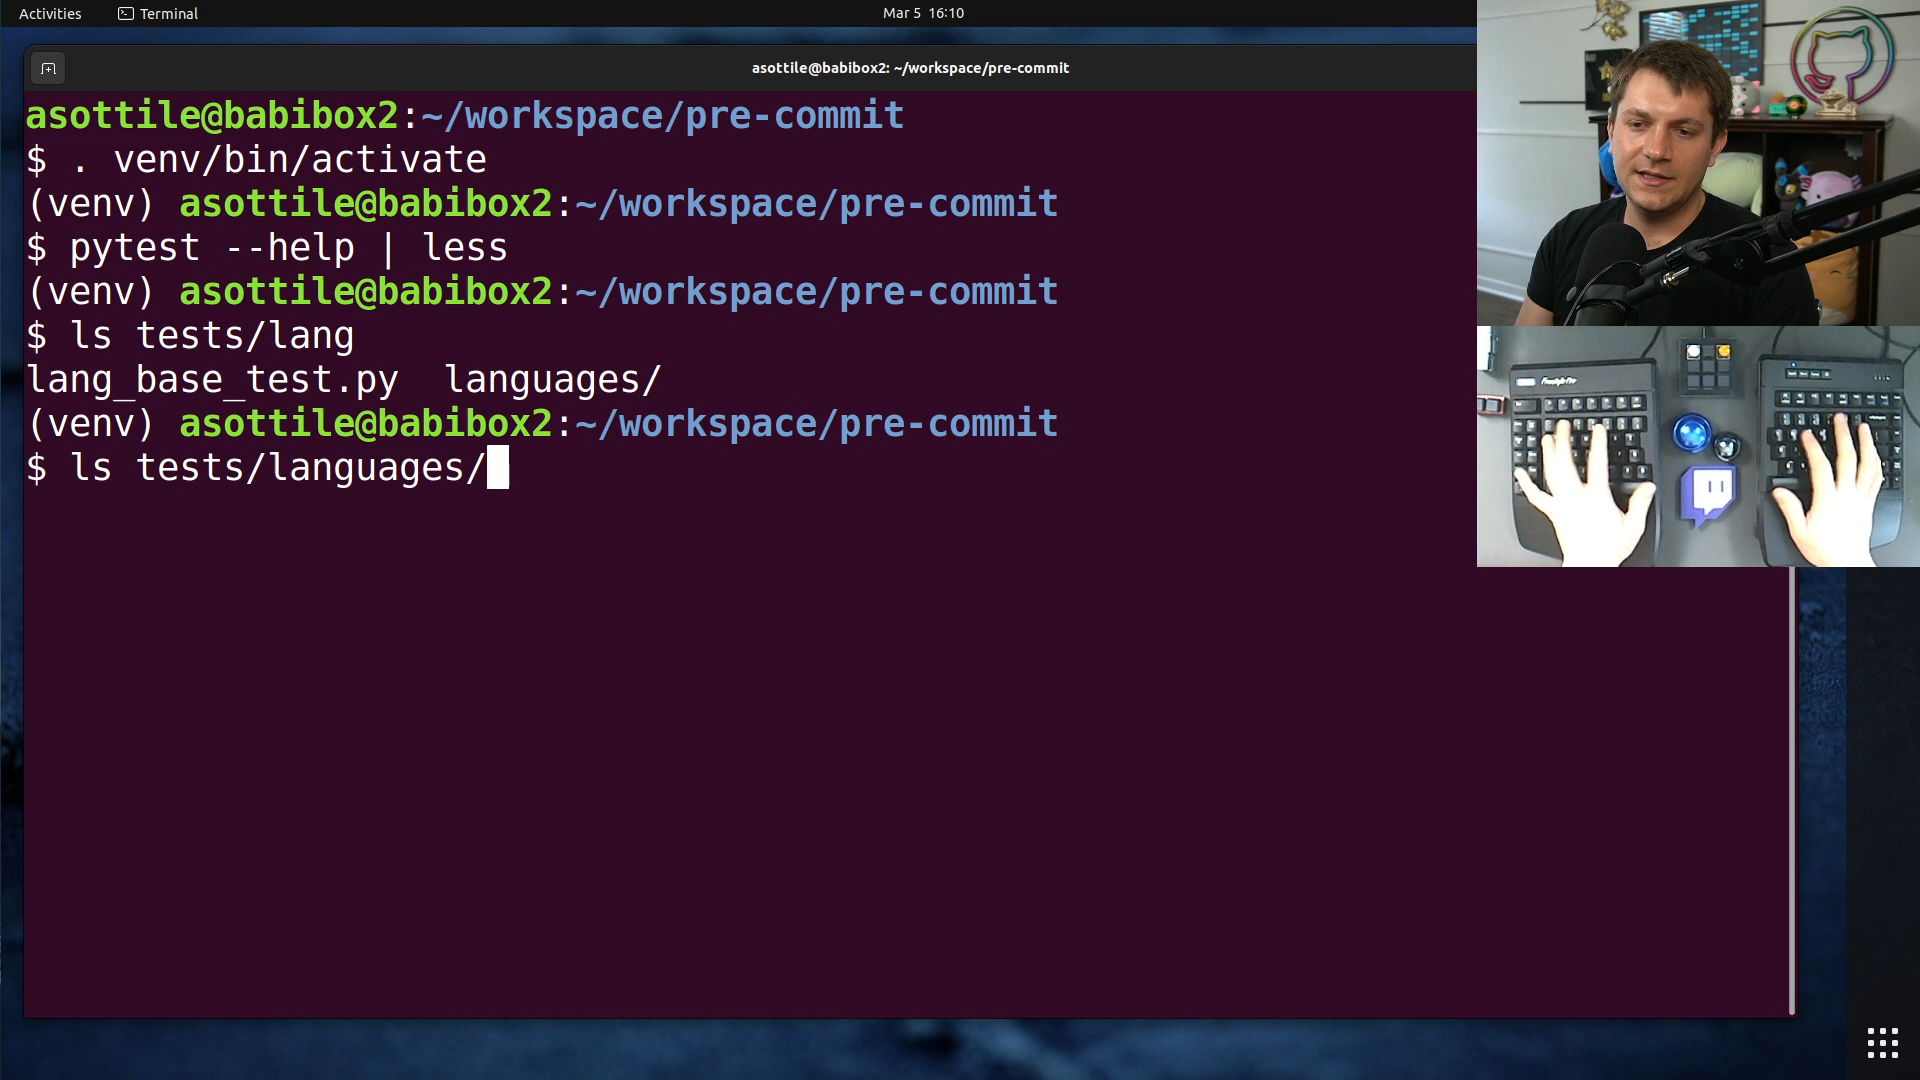 Activities
Terminal
Mar 5 16:10
asottile@babibox2: ~/workspace/pre-commit
asottile@babibox2:~/workspace/pre-commit
$ . venv/bin/activate
(venv) asottile@babibox2:~/workspace/pre-commit
$ pytest --help | less
(venv) asottile@babibox2:~/workspace/pre-commit
$ ls tests/lang
lang_base_test.py  languages/
(venv) asottile@babibox2:~/workspace/pre-commit
$ ls tests/languages/